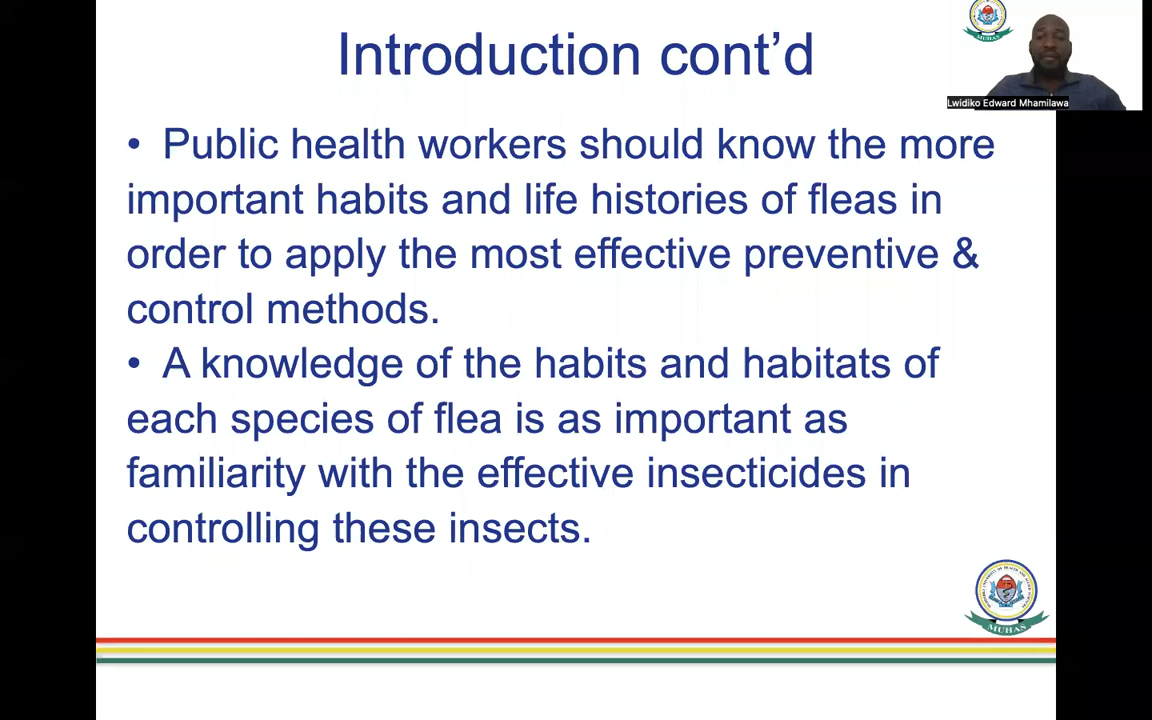 Introduction cont’d
MUHAS
Lwidiko Edward Mhamilawa
• Public health workers should know the more
important habits and life histories of fleas in
order to apply the most effective preventive &
control methods.
• A knowledge of the habits and habitats of
each species of flea is as important as
familiarity with the effective insecticides in
controlling these insects.
MUHAS